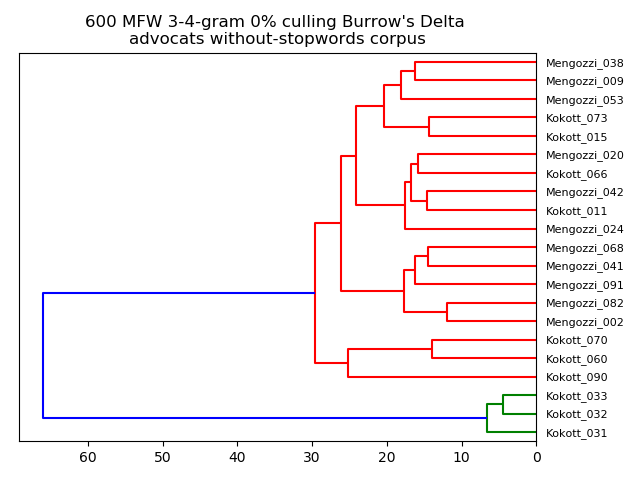 600 MFW 3-4-gram 0% culling Burrow's Delta
advocats without-stopwords corpus
Mengozzi_038
Mengozzi_009
Mengozzi_053
Kokott_073
Kokott_015
Mengozzi_020
Kokott_066
Mengozzi_042
Kokott_011
Mengozzi_024
Mengozzi_068
Mengozzi_041
Mengozzi_091
Mengozzi_082
Mengozzi_002
Kokott_070
Kokott_060
Kokott_090
Kokott_033
Kokott_032
Kokott_031
60 50 40 30 20 10 0